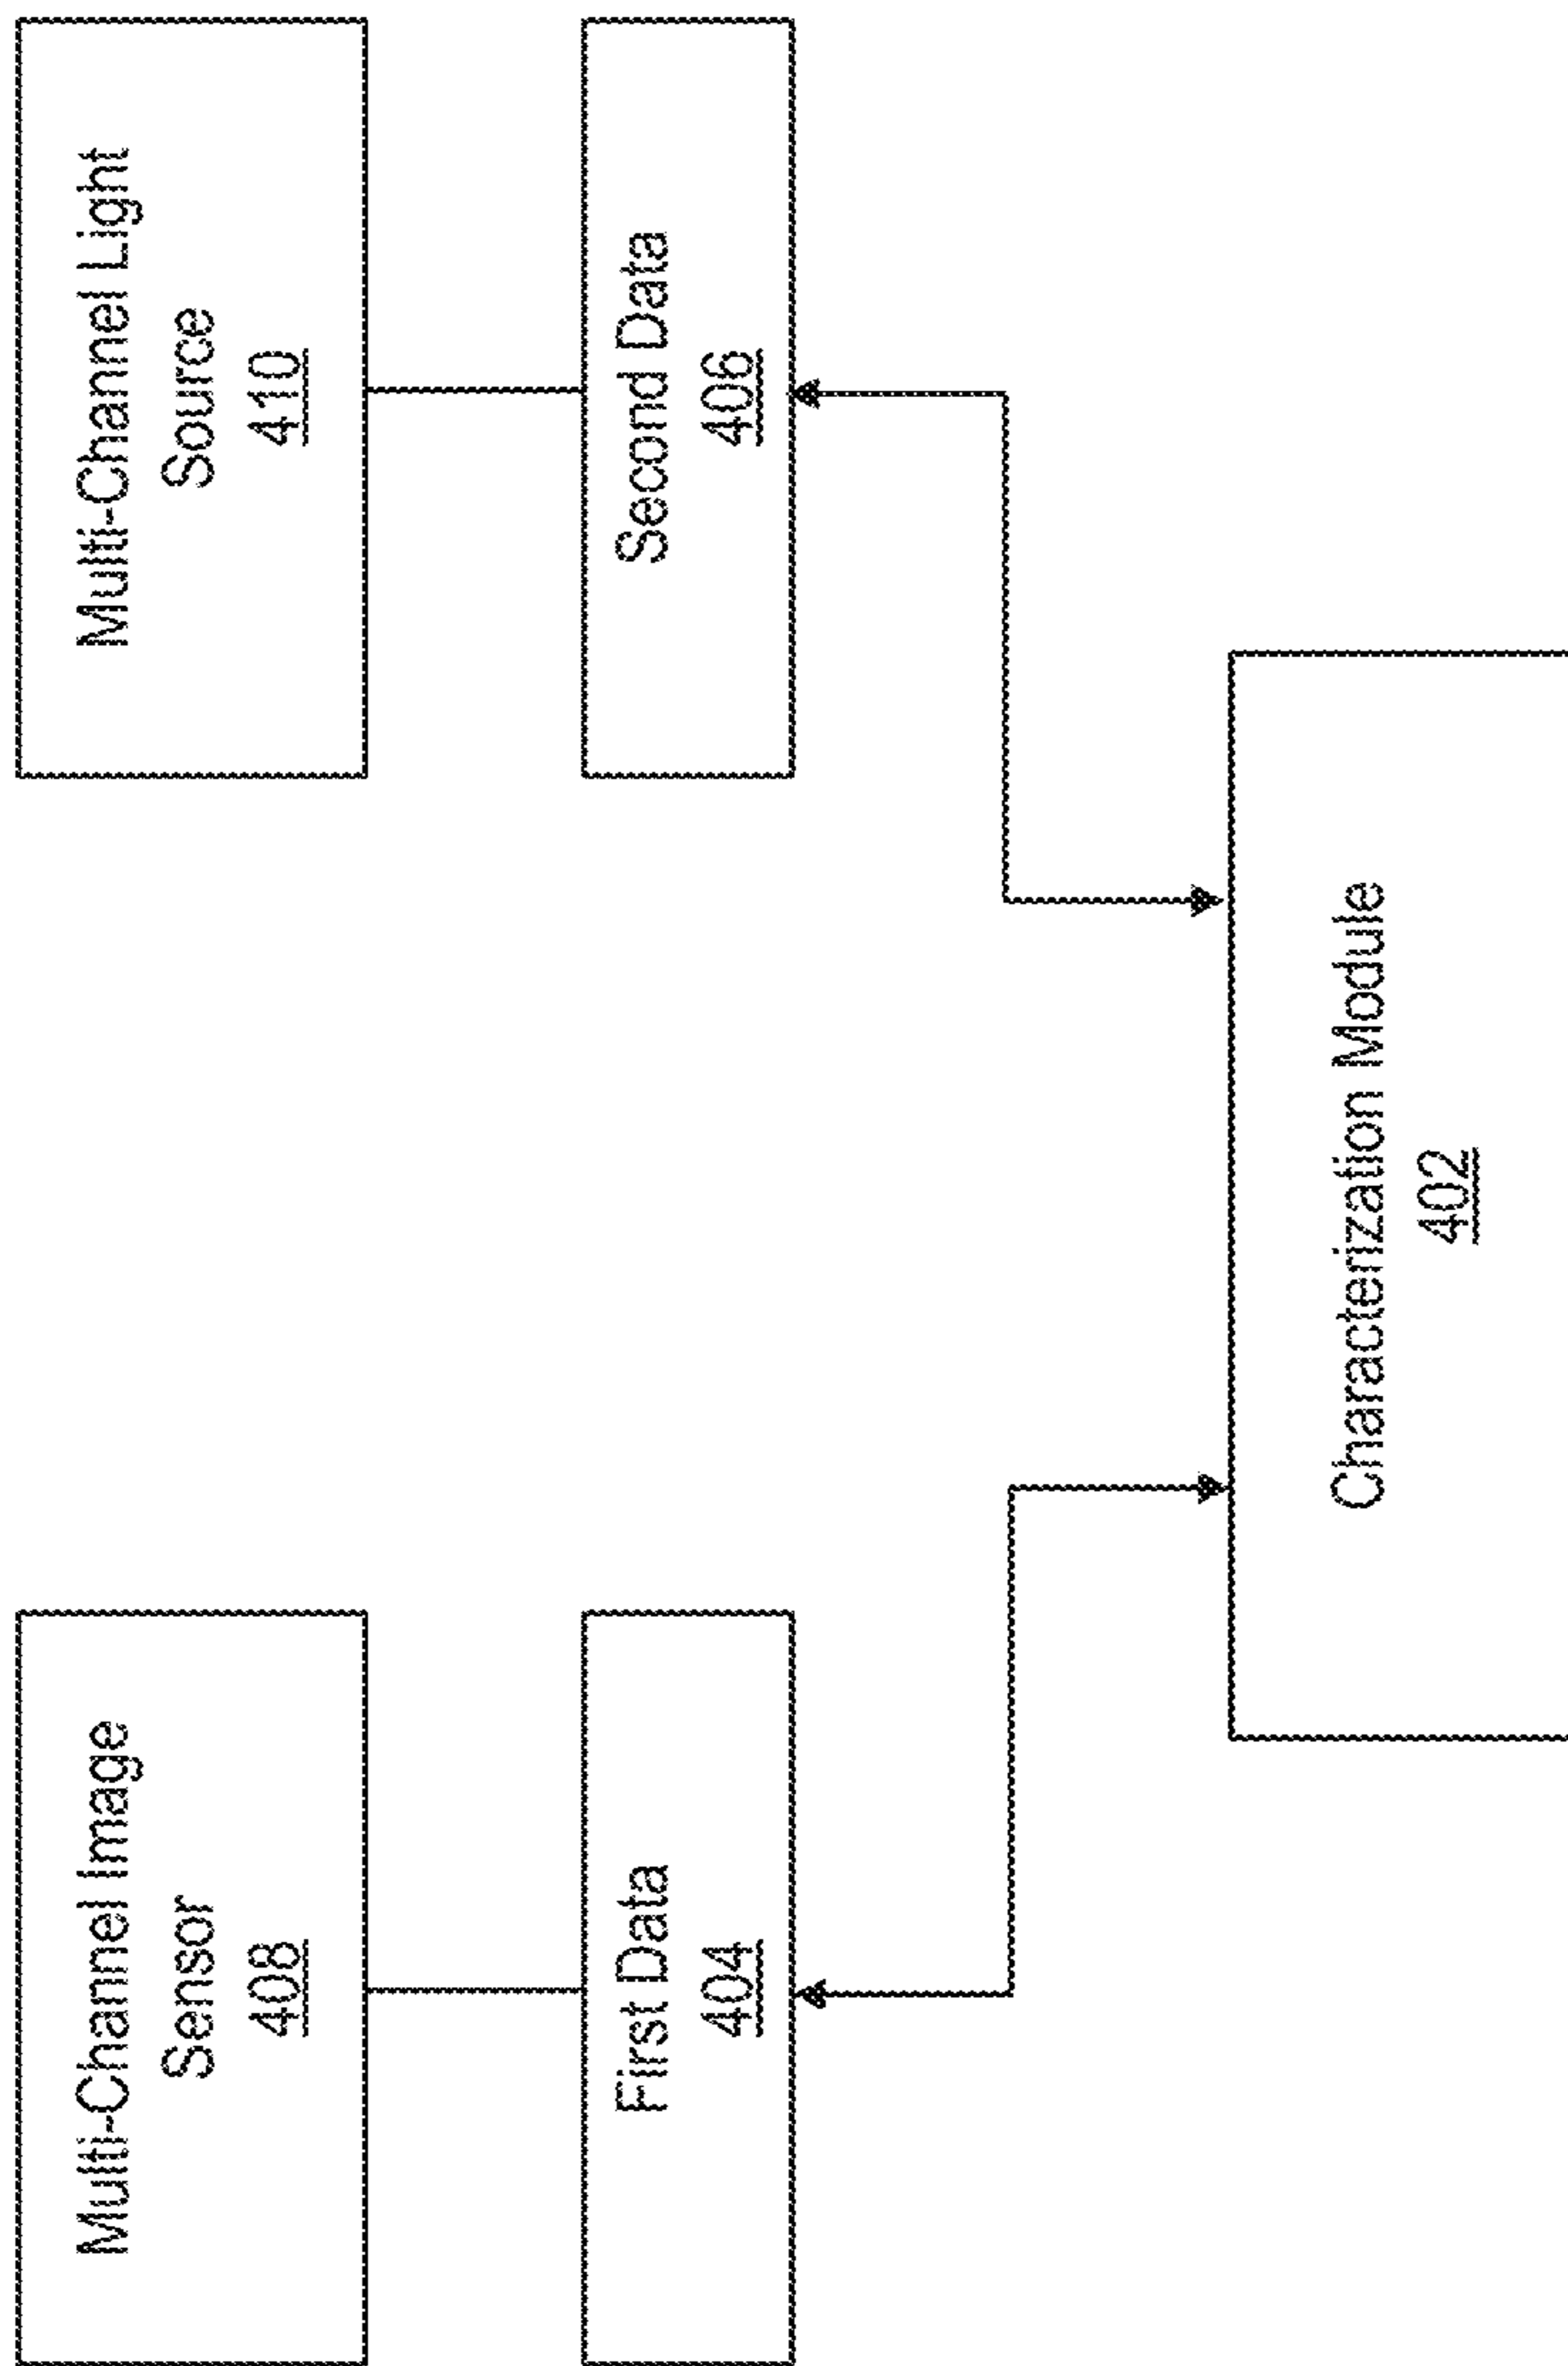 Multi-Channel Image
Sensor
408
Multi-Channel Light
Source
410
First Data
404
Second Data
406
Characterization Module
402